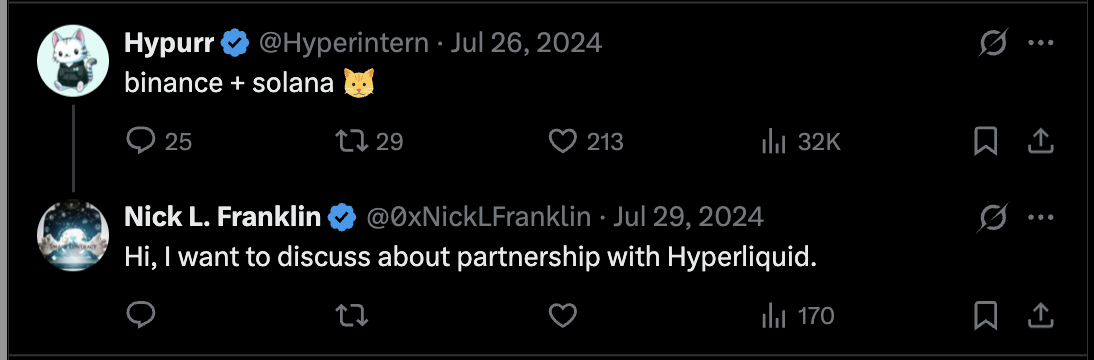 Hypurr @Hyperintern · Jul 26, 2024
binance + solana 🐱
25 29 213 32K
Nick L. Franklin @0xNickLFranklin · Jul 29, 2024
Hi, I want to discuss about partnership with Hyperliquid.
170